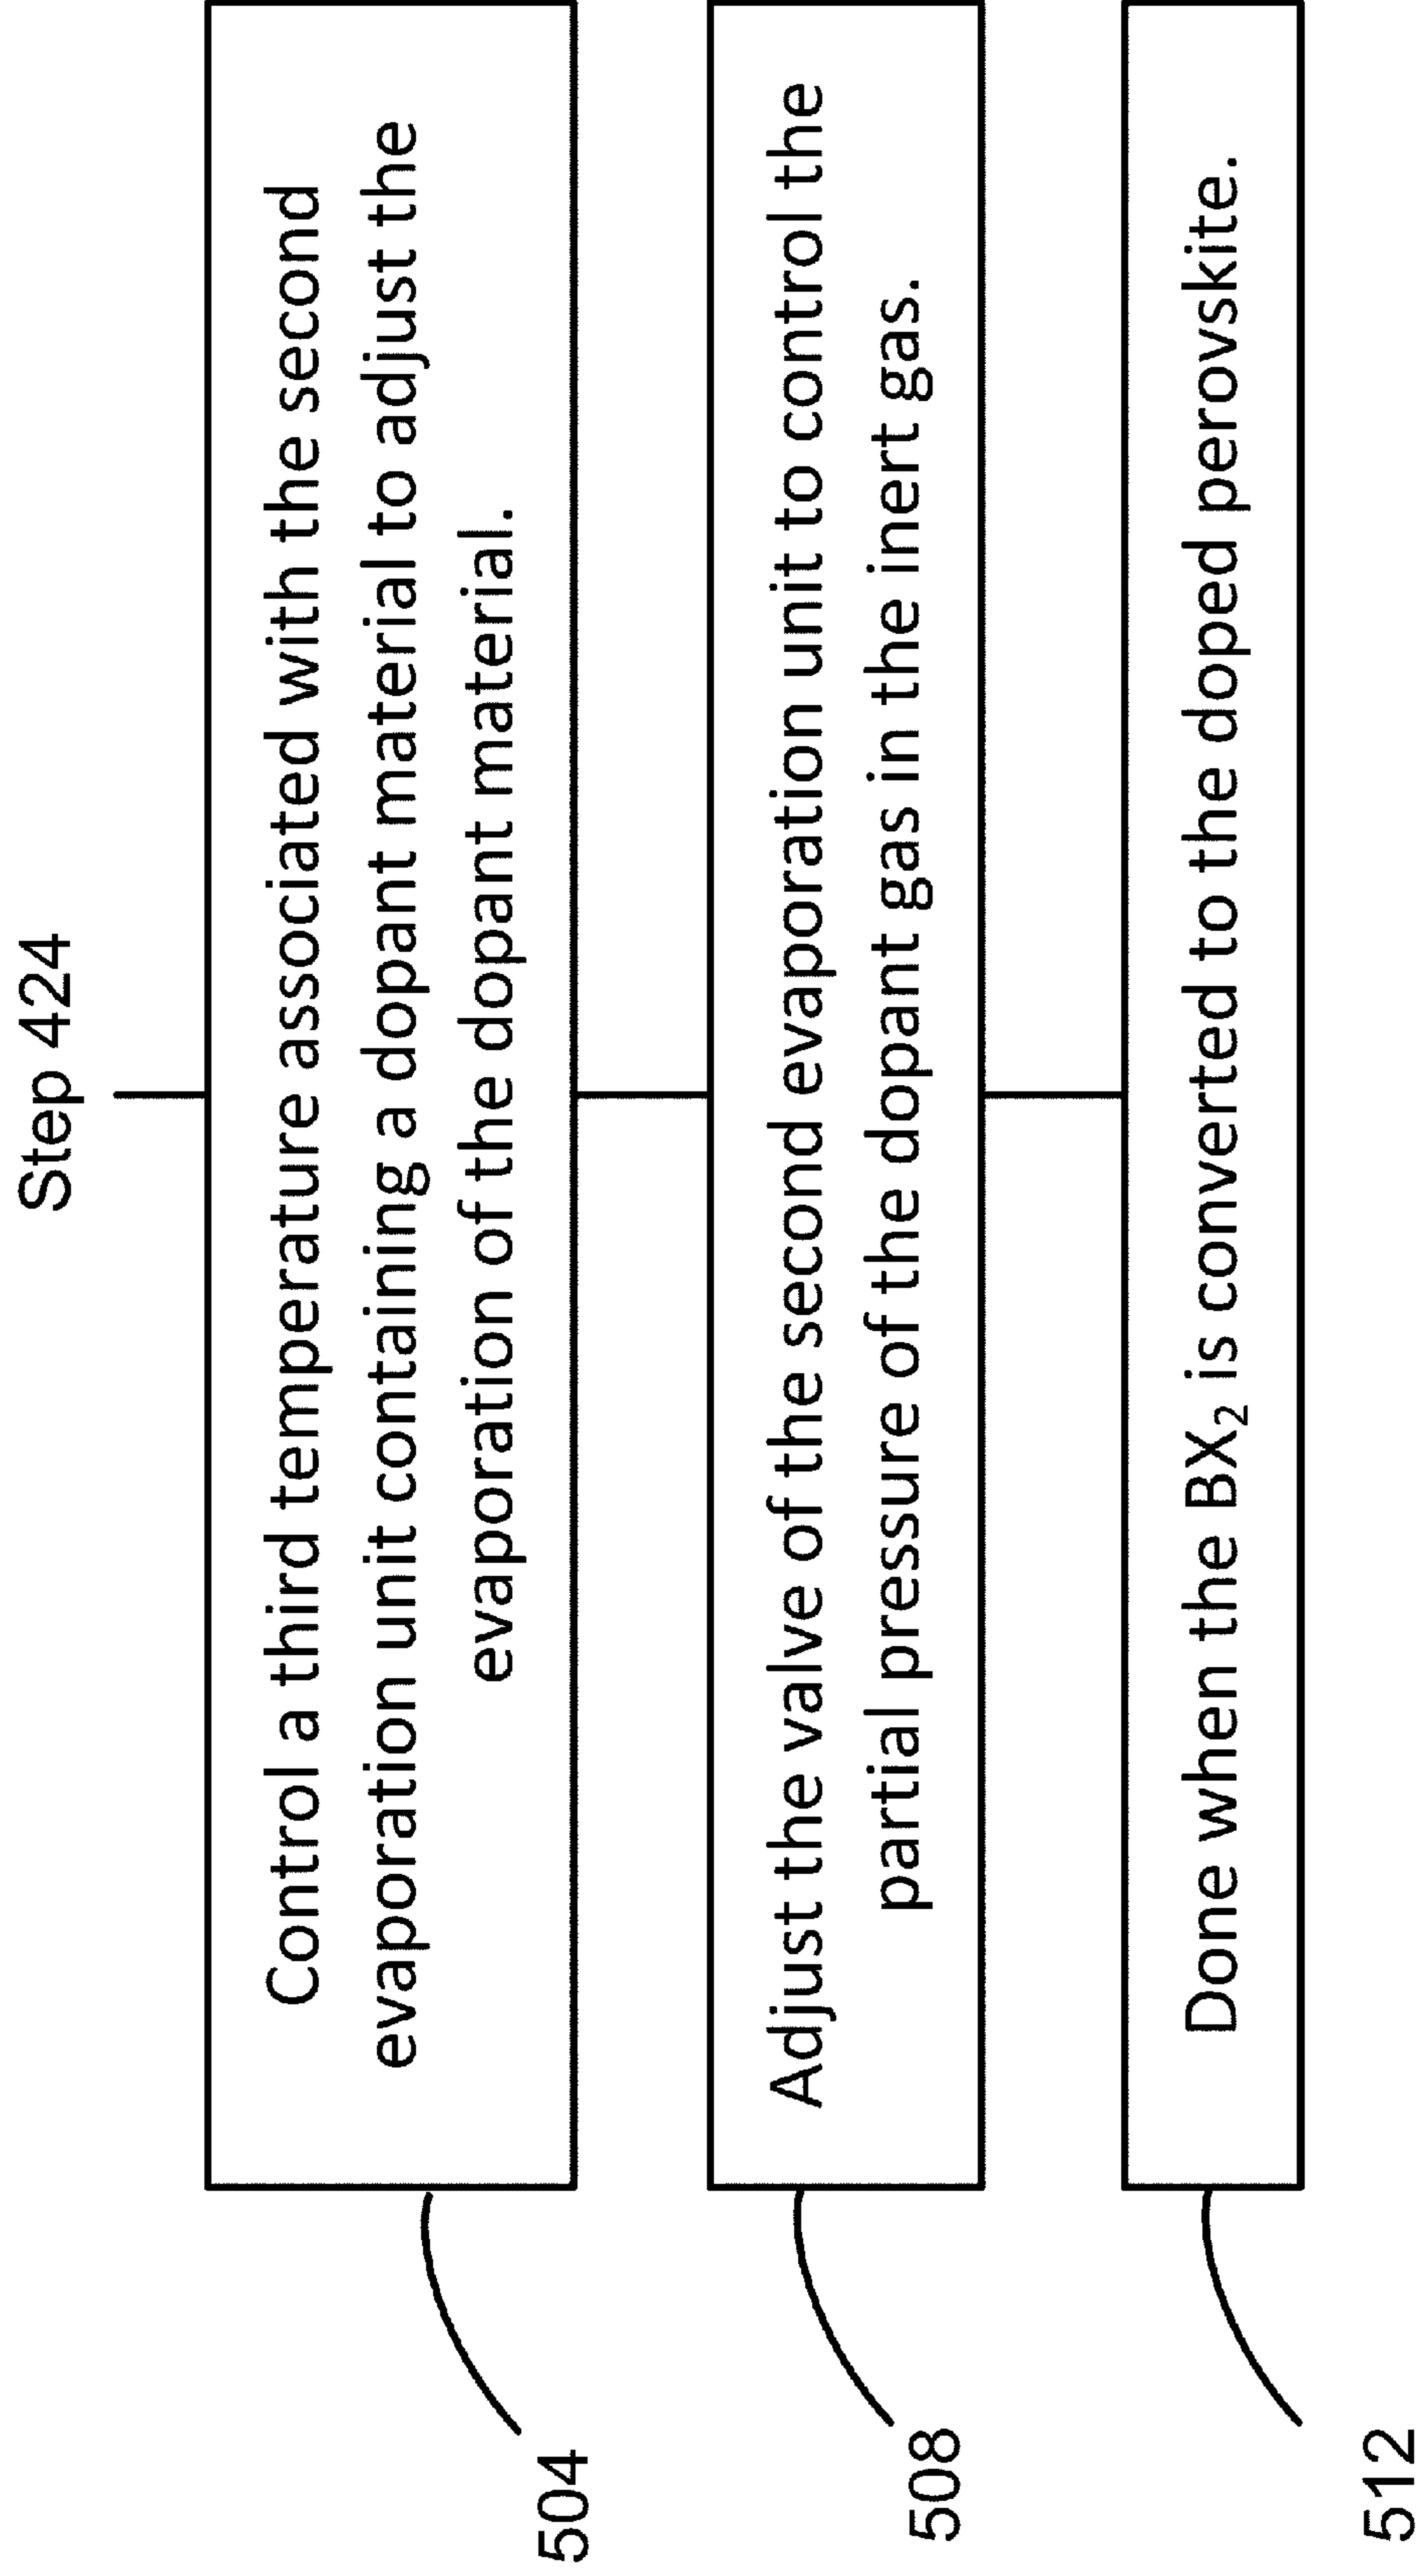 Step 424
Control a third temperature associated with the second
evaporation unit containing a dopant material to adjust the
evaporation of the dopant material.
504
Adjust the valve of the second evaporation unit to control the
partial pressure of the dopant gas in the inert gas.
508
Done when the BX₂ is converted to the doped perovskite.
512